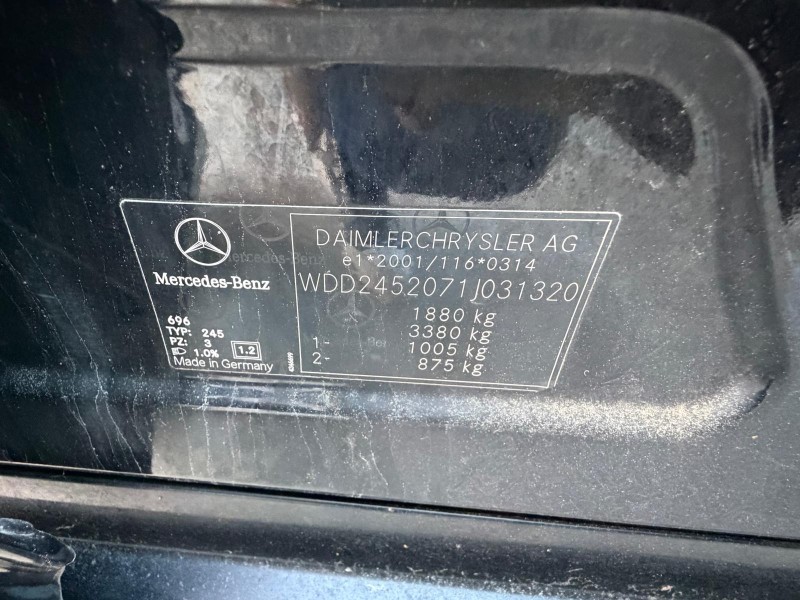 Mercedes-Benz
696
TYP: 245
PZ: 3
1.0%
1.2
Made in Germany
DAIMLERCHRYSLER AG
e1*2001/116*0314
WDD2452071J031320
1880 kg
3380 kg
1- 1005 kg
2- 875 kg